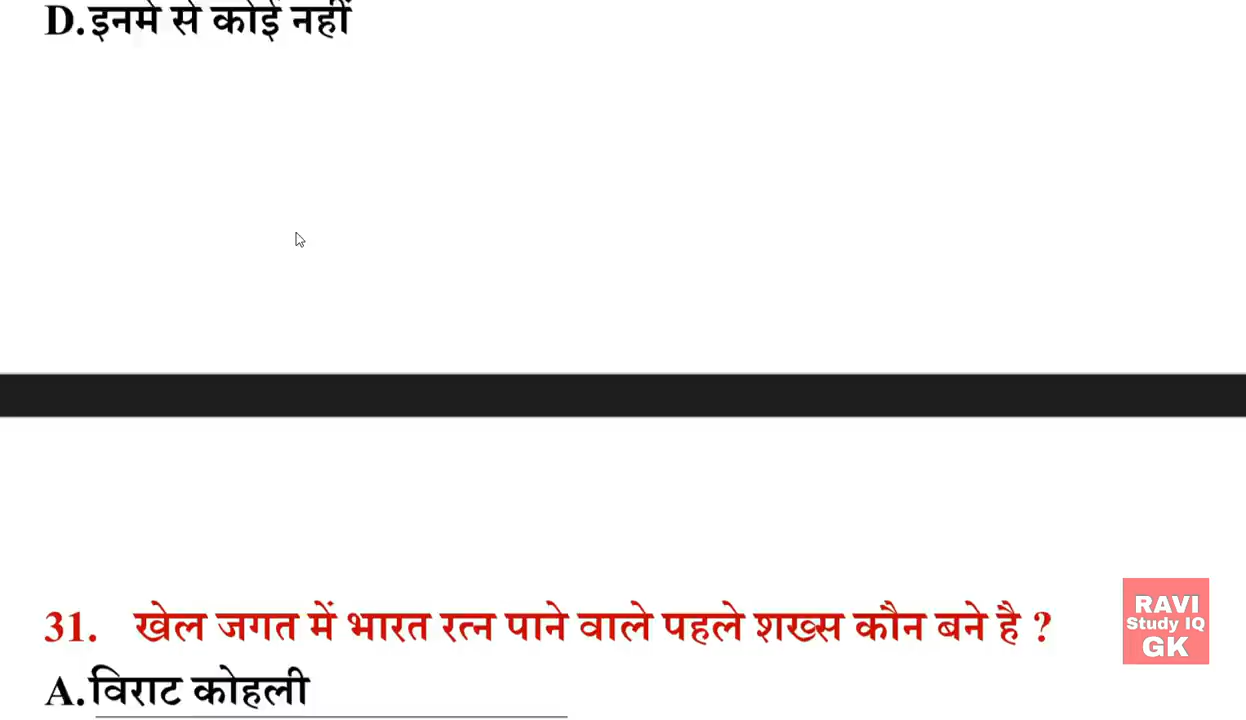 D.इनमे से कोई नहीं
31. खेल जगत में भारत रत्न पाने वाले पहले शख्स कौन बने है ?
RAVI
Study IQ
GK
A.विराट कोहली